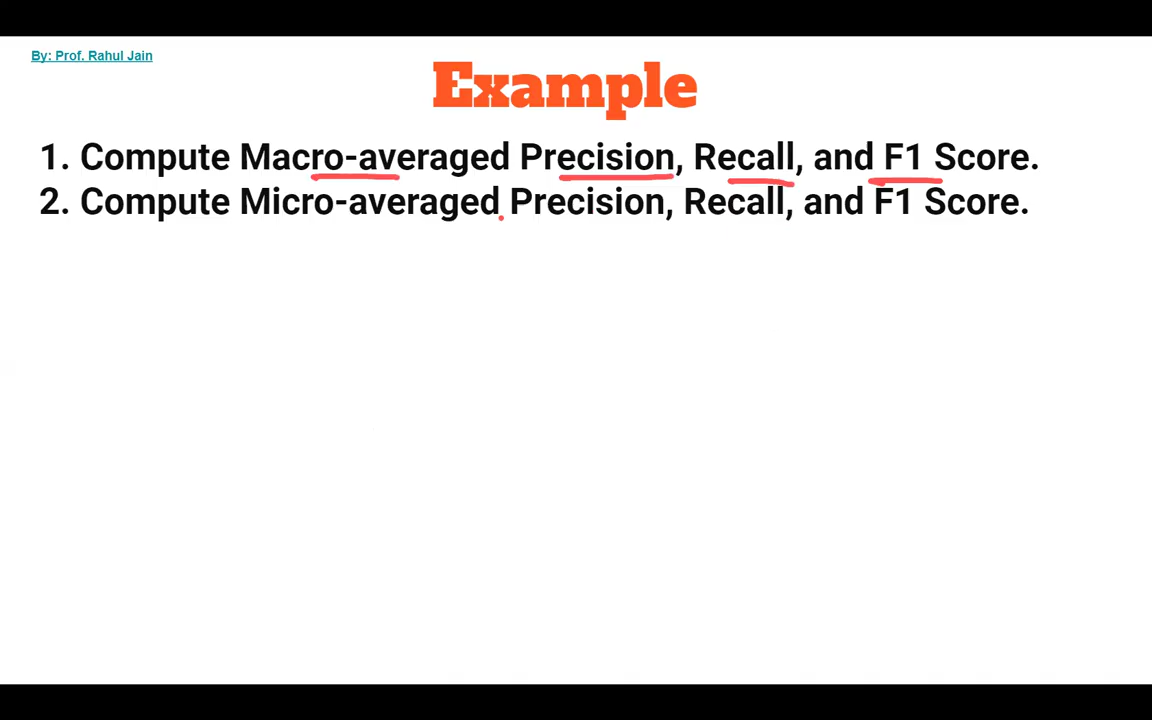 By: Prof. Rahul Jain
Example
1. Compute Macro-averaged Precision, Recall, and F1 Score.
2. Compute Micro-averaged Precision, Recall, and F1 Score.